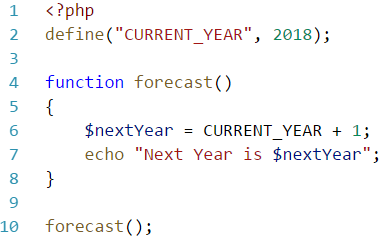 1 <?php
2 define("CURRENT_YEAR", 2018);
3
4 function forecast()
5 {
6     $nextYear = CURRENT_YEAR + 1;
7     echo "Next Year is $nextYear";
8 }
9
10 forecast();